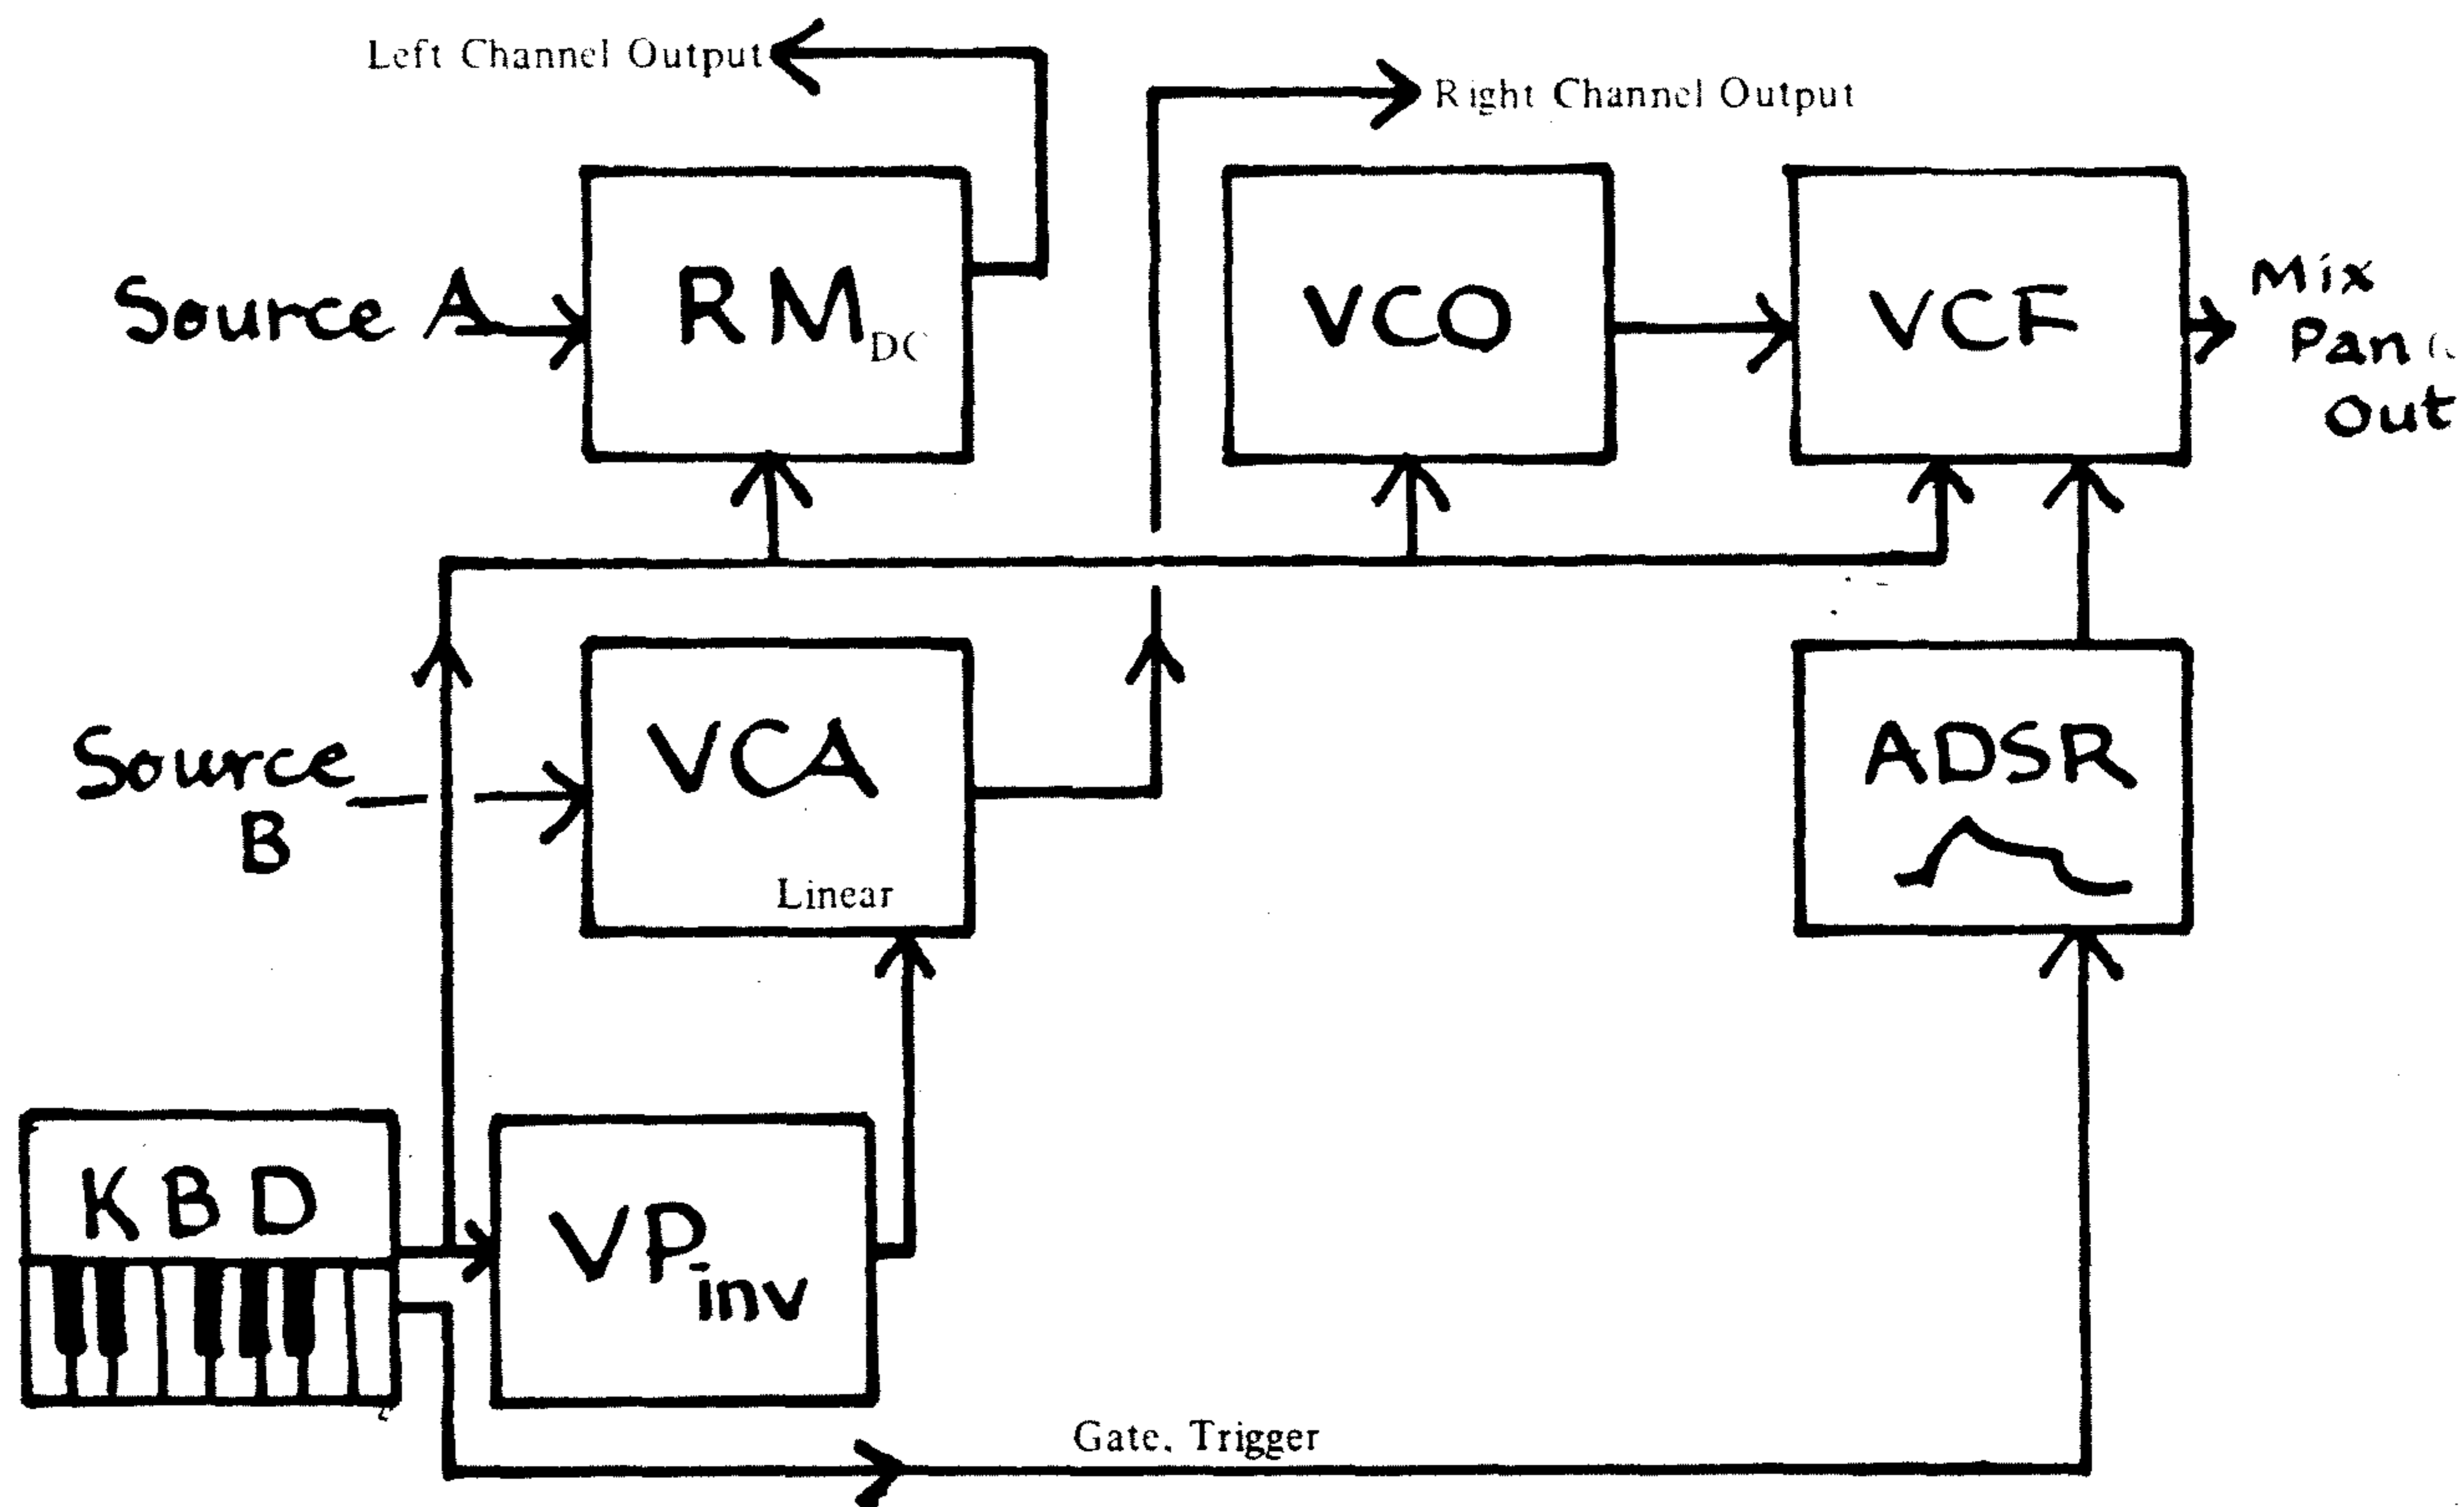 Left Channel Output
Right Channel Output
Source A
RM
VCO
VCF
Mix
Pan
Out
Source
B
VCA
Linear
ADSR
KBD
VP inv
Gate, Trigger